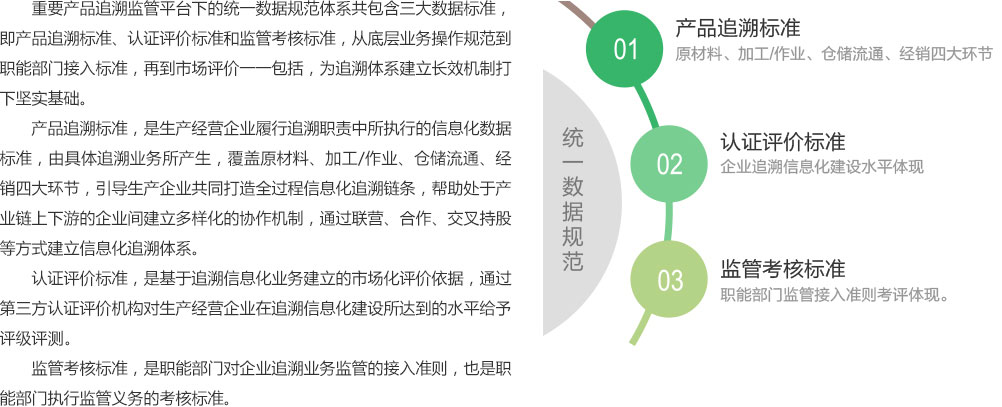 重要产品追溯监管平台下的统一数据规范体系共包含三大数据标准，
即产品追溯标准、认证评价标准和监管考核标准，从底层业务操作规范到
职能部门接入标准，再到市场评价一一包括，为追溯体系建立长效机制打
下坚实基础。
产品追溯标准，是生产经营企业履行追溯职责中所执行的信息化数据
标准，由具体追溯业务所产生，覆盖原材料、加工/作业、仓储流通、经
销四大环节，引导生产企业共同打造全过程信息化追溯链条，帮助处于产
业链上下游的企业间建立多样化的协作机制，通过联营、合作、交叉持股
等方式建立信息化追溯体系。
认证评价标准，是基于追溯信息化业务建立的市场化评价依据，通过
第三方认证评价机构对生产经营企业在追溯信息化建设所达到的水平给予
评级评测。
监管考核标准，是职能部门对企业追溯业务监管的接入准则，也是职
能部门执行监管义务的考核标准。
统一数据规范
01
产品追溯标准
原材料、加工/作业、仓储流通、经销四大环节
02
认证评价标准
企业追溯信息化建设水平体现
03
监管考核标准
职能部门监管接入准则考评体现。